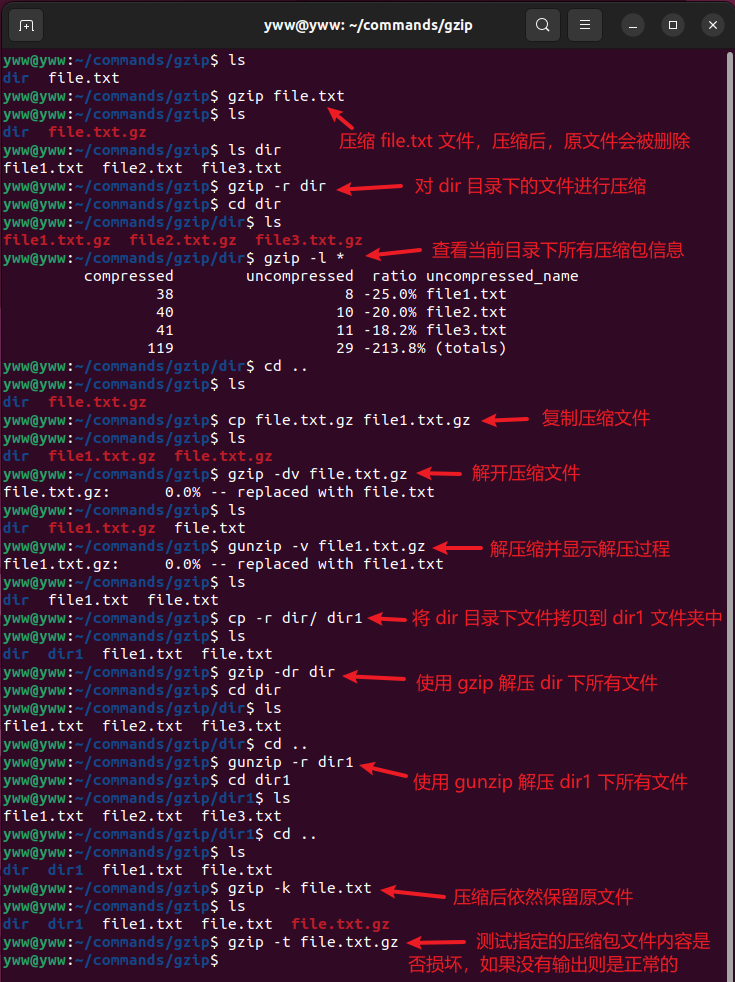 yww@yww: ~/commands/gzip
yww@yww:~/commands/gzip$ ls
dir  file.txt
yww@yww:~/commands/gzip$ gzip file.txt
yww@yww:~/commands/gzip$ ls
dir  file.txt.gz
压缩 file.txt 文件，压缩后，原文件会被删除
yww@yww:~/commands/gzip$ ls dir
file1.txt  file2.txt  file3.txt
yww@yww:~/commands/gzip$ gzip -r dir
对 dir 目录下的文件进行压缩
yww@yww:~/commands/gzip$ cd dir
yww@yww:~/commands/gzip/dir$ ls
file1.txt.gz  file2.txt.gz  file3.txt.gz
yww@yww:~/commands/gzip/dir$ gzip -l *
查看当前目录下所有压缩包信息
compressed        uncompressed  ratio uncompressed_name
38                   8 -25.0% file1.txt
40                  10 -20.0% file2.txt
41                  11 -18.2% file3.txt
119                  29 -213.8% (totals)
yww@yww:~/commands/gzip/dir$ cd ..
yww@yww:~/commands/gzip$ ls
dir  file.txt.gz
yww@yww:~/commands/gzip$ cp file.txt.gz file1.txt.gz
复制压缩文件
yww@yww:~/commands/gzip$ ls
dir  file1.txt.gz  file.txt.gz
yww@yww:~/commands/gzip$ gzip -dv file.txt.gz
解开压缩文件
file.txt.gz:     0.0% -- replaced with file.txt
yww@yww:~/commands/gzip$ ls
dir  file1.txt.gz  file.txt
yww@yww:~/commands/gzip$ gunzip -v file1.txt.gz
解压缩并显示解压过程
file1.txt.gz:     0.0% -- replaced with file1.txt
yww@yww:~/commands/gzip$ ls
dir  file1.txt  file.txt
yww@yww:~/commands/gzip$ cp -r dir/ dir1
将 dir 目录下文件拷贝到 dir1 文件夹中
yww@yww:~/commands/gzip$ ls
dir  dir1  file1.txt  file.txt
yww@yww:~/commands/gzip$ gzip -dr dir
使用 gzip 解压 dir 下所有文件
yww@yww:~/commands/gzip$ cd dir
yww@yww:~/commands/gzip/dir$ ls
file1.txt  file2.txt  file3.txt
yww@yww:~/commands/gzip/dir$ cd ..
yww@yww:~/commands/gzip$ gunzip -r dir1
使用 gunzip 解压 dir1 下所有文件
yww@yww:~/commands/gzip$ cd dir1
yww@yww:~/commands/gzip/dir1$ ls
file1.txt  file2.txt  file3.txt
yww@yww:~/commands/gzip/dir1$ cd ..
yww@yww:~/commands/gzip$ ls
dir  dir1  file1.txt  file.txt
yww@yww:~/commands/gzip$ gzip -k file.txt
压缩后依然保留原文件
yww@yww:~/commands/gzip$ ls
dir  dir1  file1.txt  file.txt  file.txt.gz
yww@yww:~/commands/gzip$ gzip -t file.txt.gz
测试指定的压缩包文件内容是
否损坏，如果没有输出则是正常的
yww@yww:~/commands/gzip$